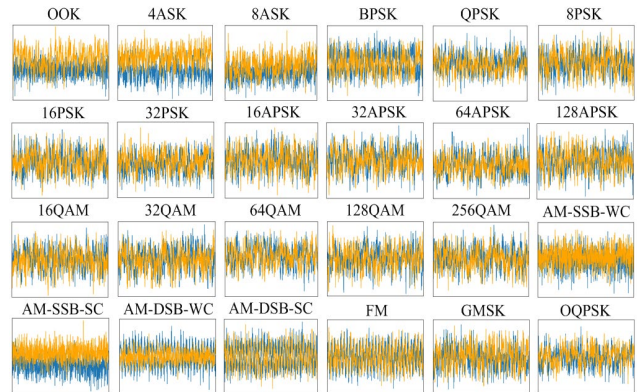 OOK 4ASK 8ASK BPSK QPSK 8PSK
16PSK 32PSK 16APSK 32APSK 64APSK 128APSK
16QAM 32QAM 64QAM 128QAM 256QAM AM-SSB-WC
AM-SSB-SC AM-DSB-WC AM-DSB-SC FM GMSK OQPSK